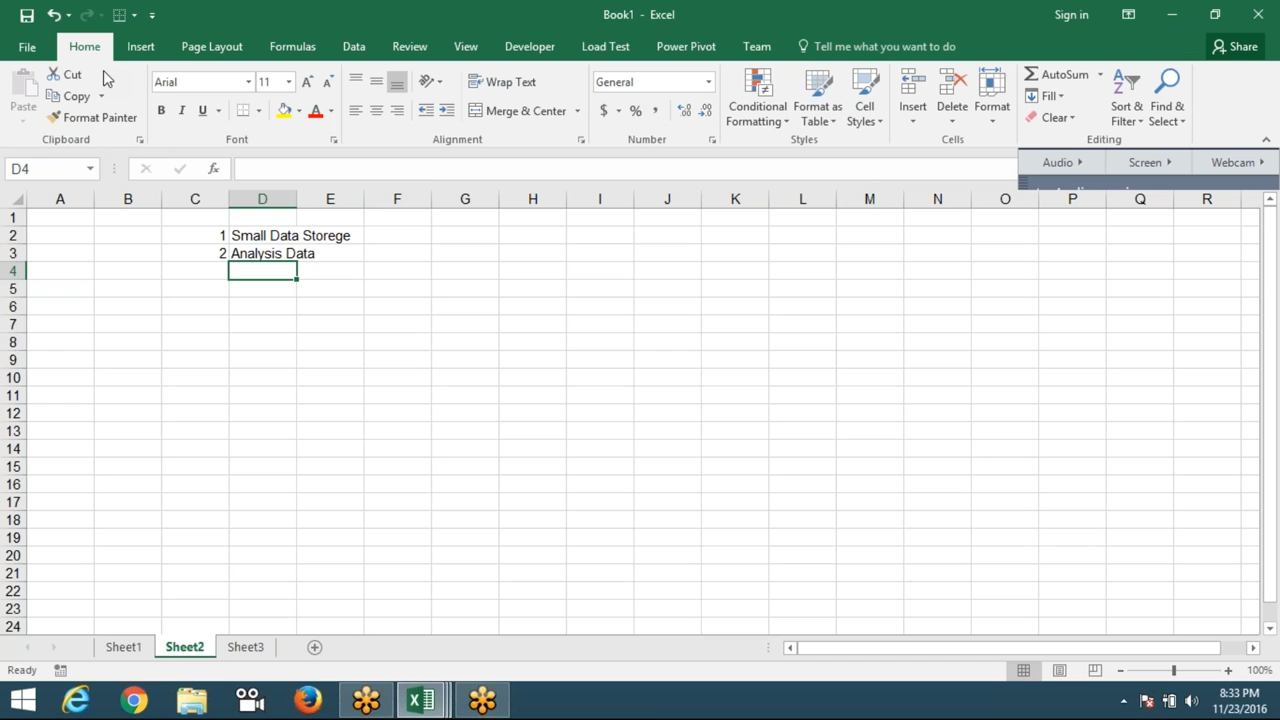 Book1 - Excel
Sign in
File Home Insert Page Layout Formulas Data Review View Developer Load Test Power Pivot Team Tell me what you want to do Share
Paste
Cut
Copy
Format Painter
Clipboard
Arial 11
B I U A
Font
Wrap Text
Merge & Center
Alignment
General
$ % ,
Number
Conditional Formatting
Format as Table
Cell Styles
Styles
Insert
Delete
Format
Cells
AutoSum
Fill
Clear
Sort & Filter
Find & Select
Editing
D4
fx
Audio Screen Webcam
A B C D E F G H I J K L M N O P Q R
1
2 1 Small Data Storege
3 2 Analysis Data
4
5
6
7
8
9
10
11
12
13
14
15
16
17
18
19
20
21
22
23
24
Sheet1 Sheet2 Sheet3
Ready
100%
8:33 PM
11/23/2016